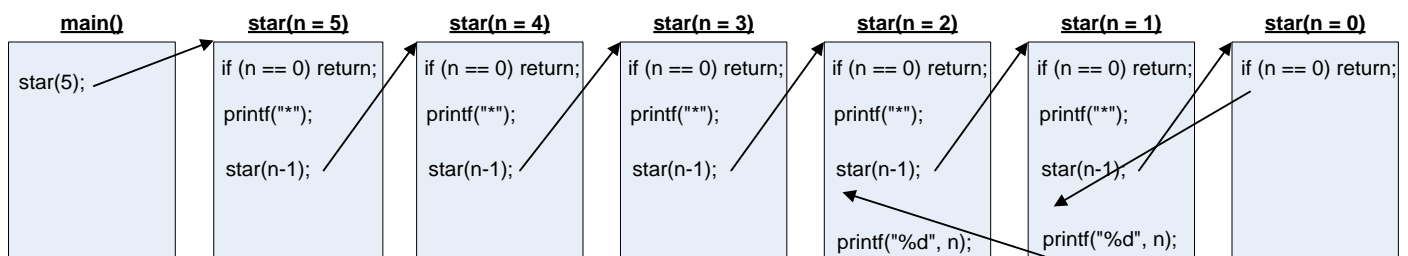 main()
star(n = 5)
star(n = 4)
star(n = 3)
star(n = 2)
star(n = 1)
star(n = 0)
star(5);
if (n == 0) return;
printf("*");
star(n-1);
if (n == 0) return;
printf("*");
star(n-1);
if (n == 0) return;
printf("*");
star(n-1);
if (n == 0) return;
printf("*");
star(n-1);
printf("%d", n);
if (n == 0) return;
printf("*");
star(n-1);
printf("%d", n);
if (n == 0) return;